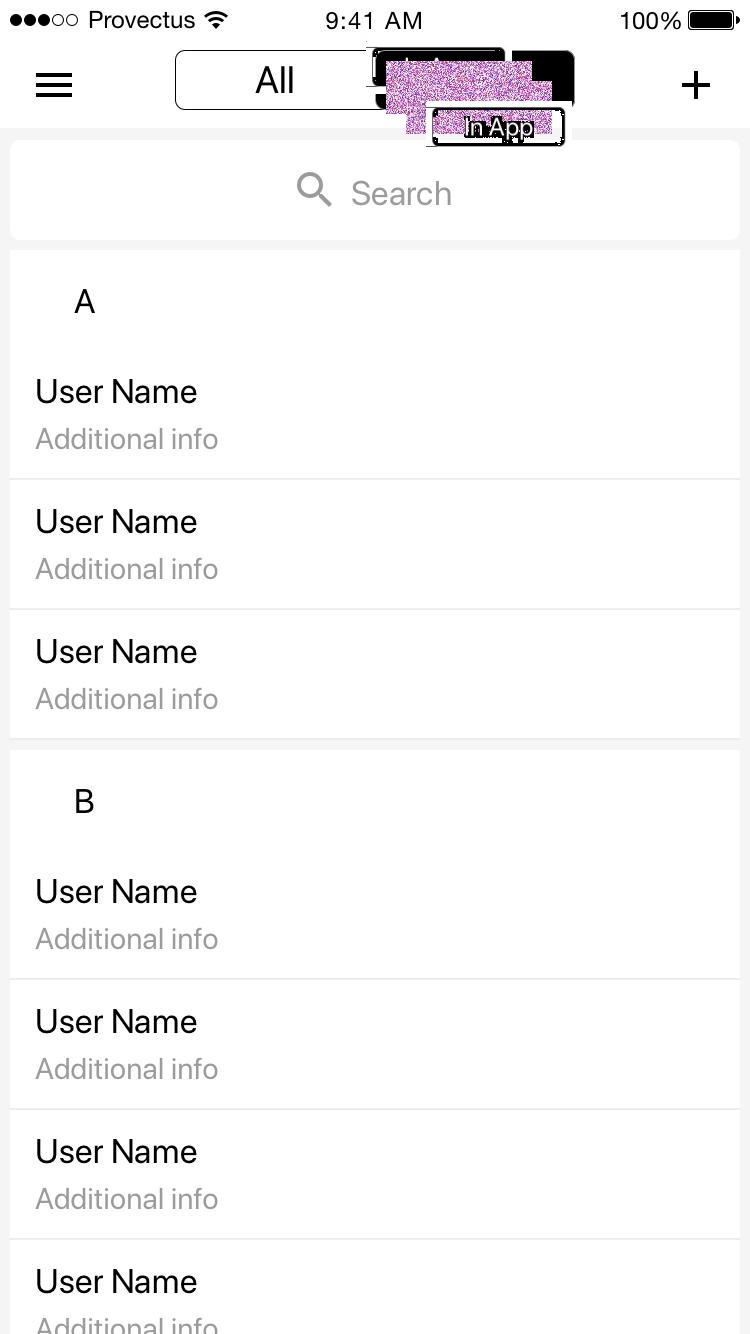 Provectus 9:41 AM 100%
All
In App
Search
A
User Name
Additional info
User Name
Additional info
User Name
Additional info
B
User Name
Additional info
User Name
Additional info
User Name
Additional info
User Name
Additional info